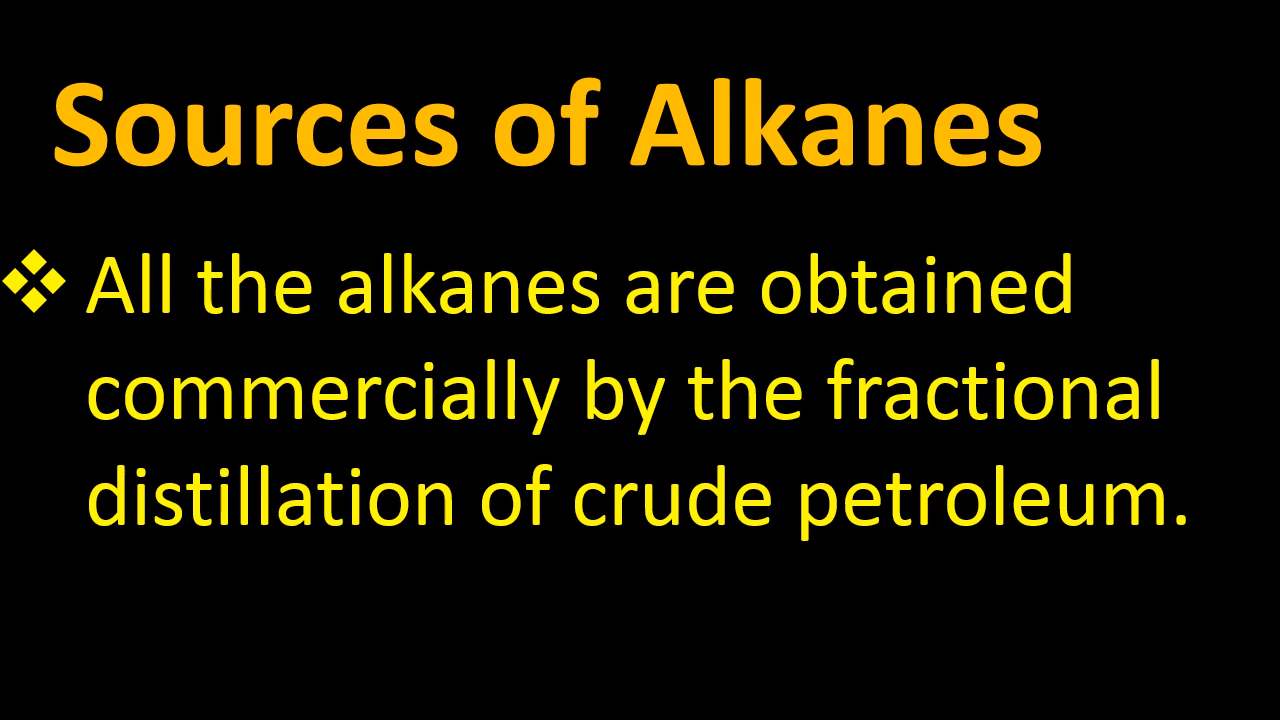 Sources of Alkanes
❖ All the alkanes are obtained
commercially by the fractional
distillation of crude petroleum.